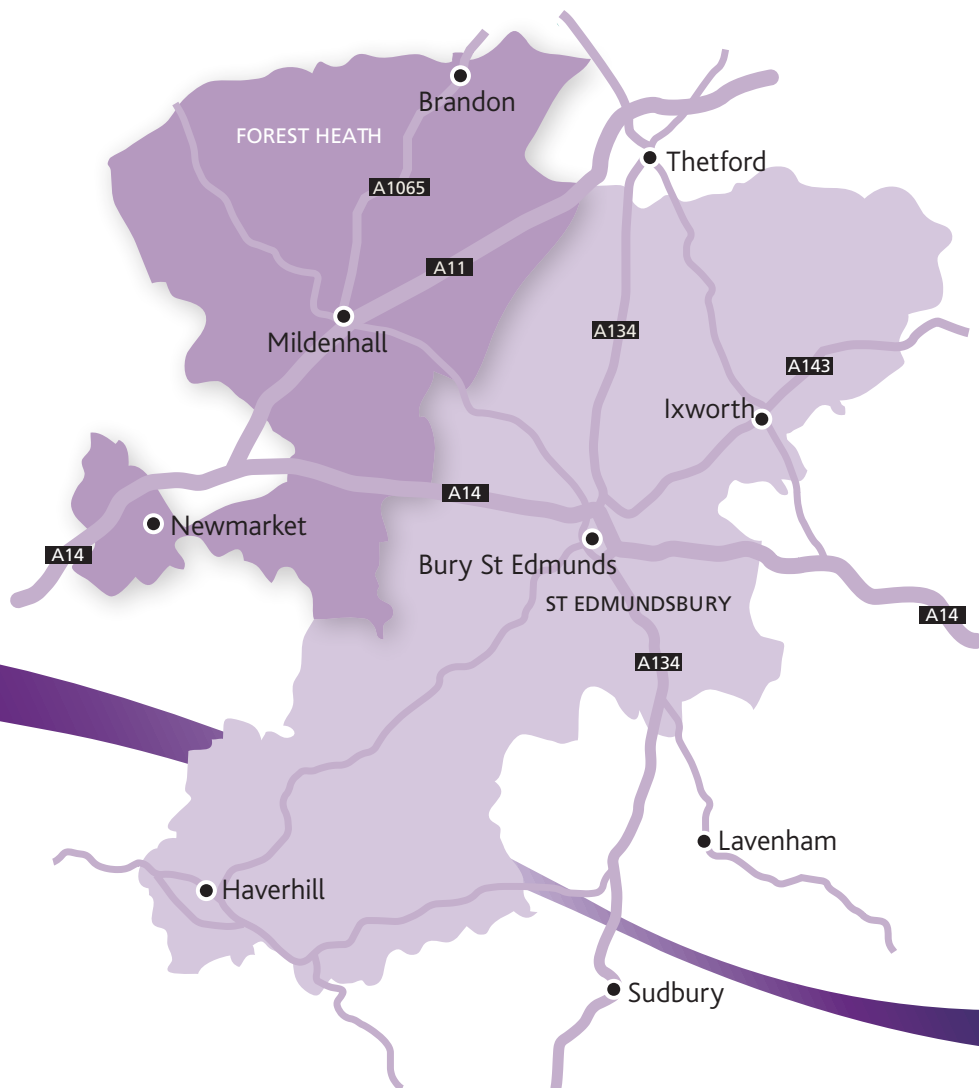 Brandon
FOREST HEATH
Thetford
A1065
A11
Mildenhall
A134
A143
Ixworth
A14
Newmarket
A14
Bury St Edmunds
ST EDMUNDSBURY
A14
A134
Lavenham
Haverhill
Sudbury